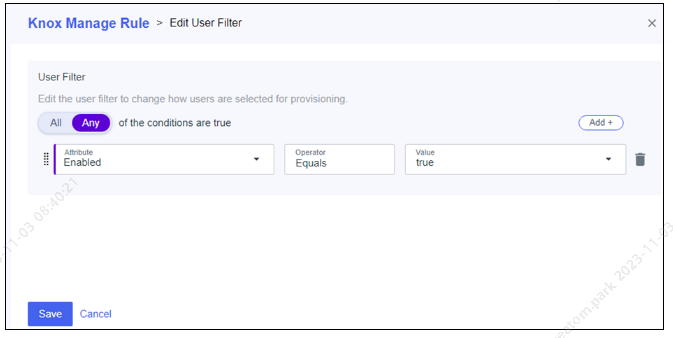 Knox Manage Rule > Edit User Filter
User Filter
Edit the user filter to change how users are selected for provisioning.
All Any of the conditions are true Add +
Attribute Operator Value
Enabled Equals true
Save Cancel
-11-03 08:40:21
eatom.park 2023-11-03